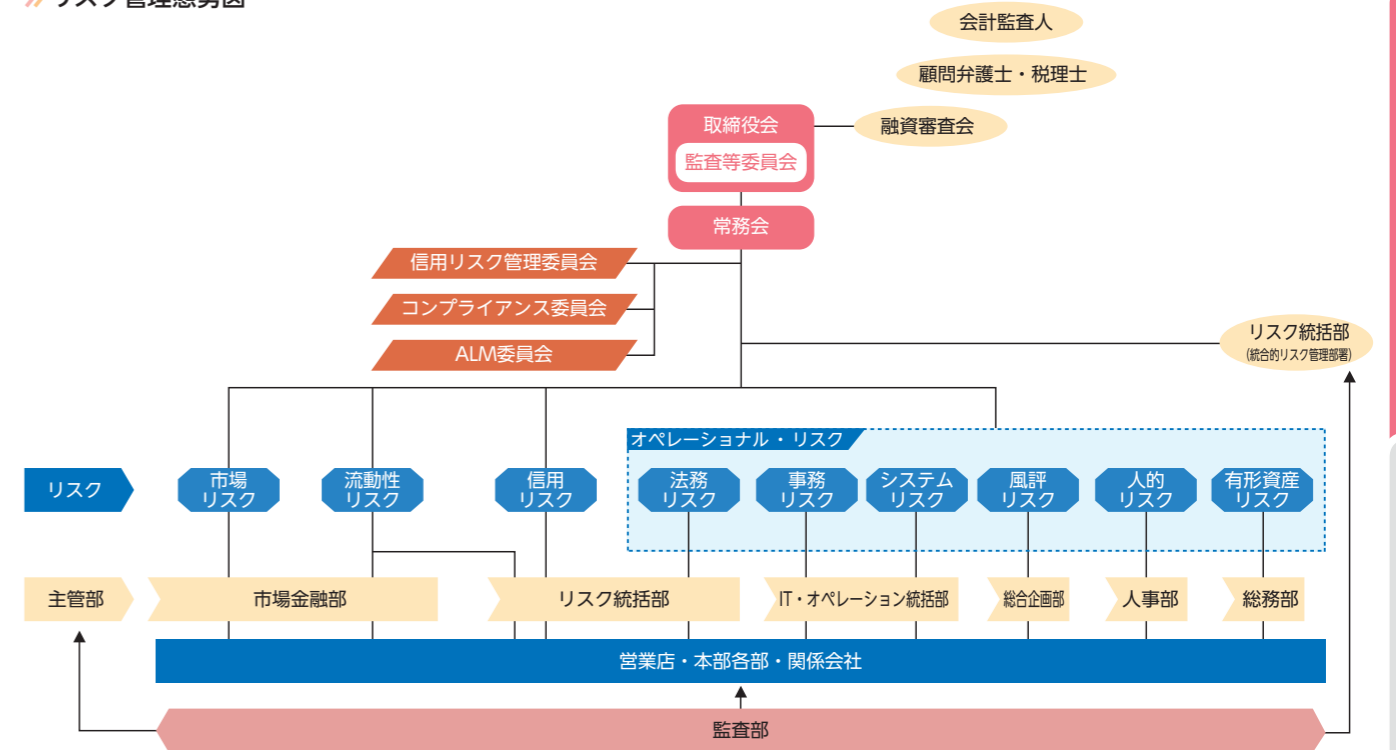 リスク管理態勢図
会計監査人
顧問弁護士・税理士
取締役会
融資審査会
監査等委員会
常務会
信用リスク管理委員会
コンプライアンス委員会
ALM委員会
リスク統括部
(統合的リスク管理部署)
オペレーショナル・リスク
リスク
市場
リスク
流動性
リスク
信用
リスク
法務
リスク
事務
リスク
システム
リスク
風評
リスク
人的
リスク
有形資産
リスク
主管部
市場金融部
リスク統括部
IT・オペレーション統括部
総合企画部
人事部
総務部
営業店・本部各部・関係会社
監査部